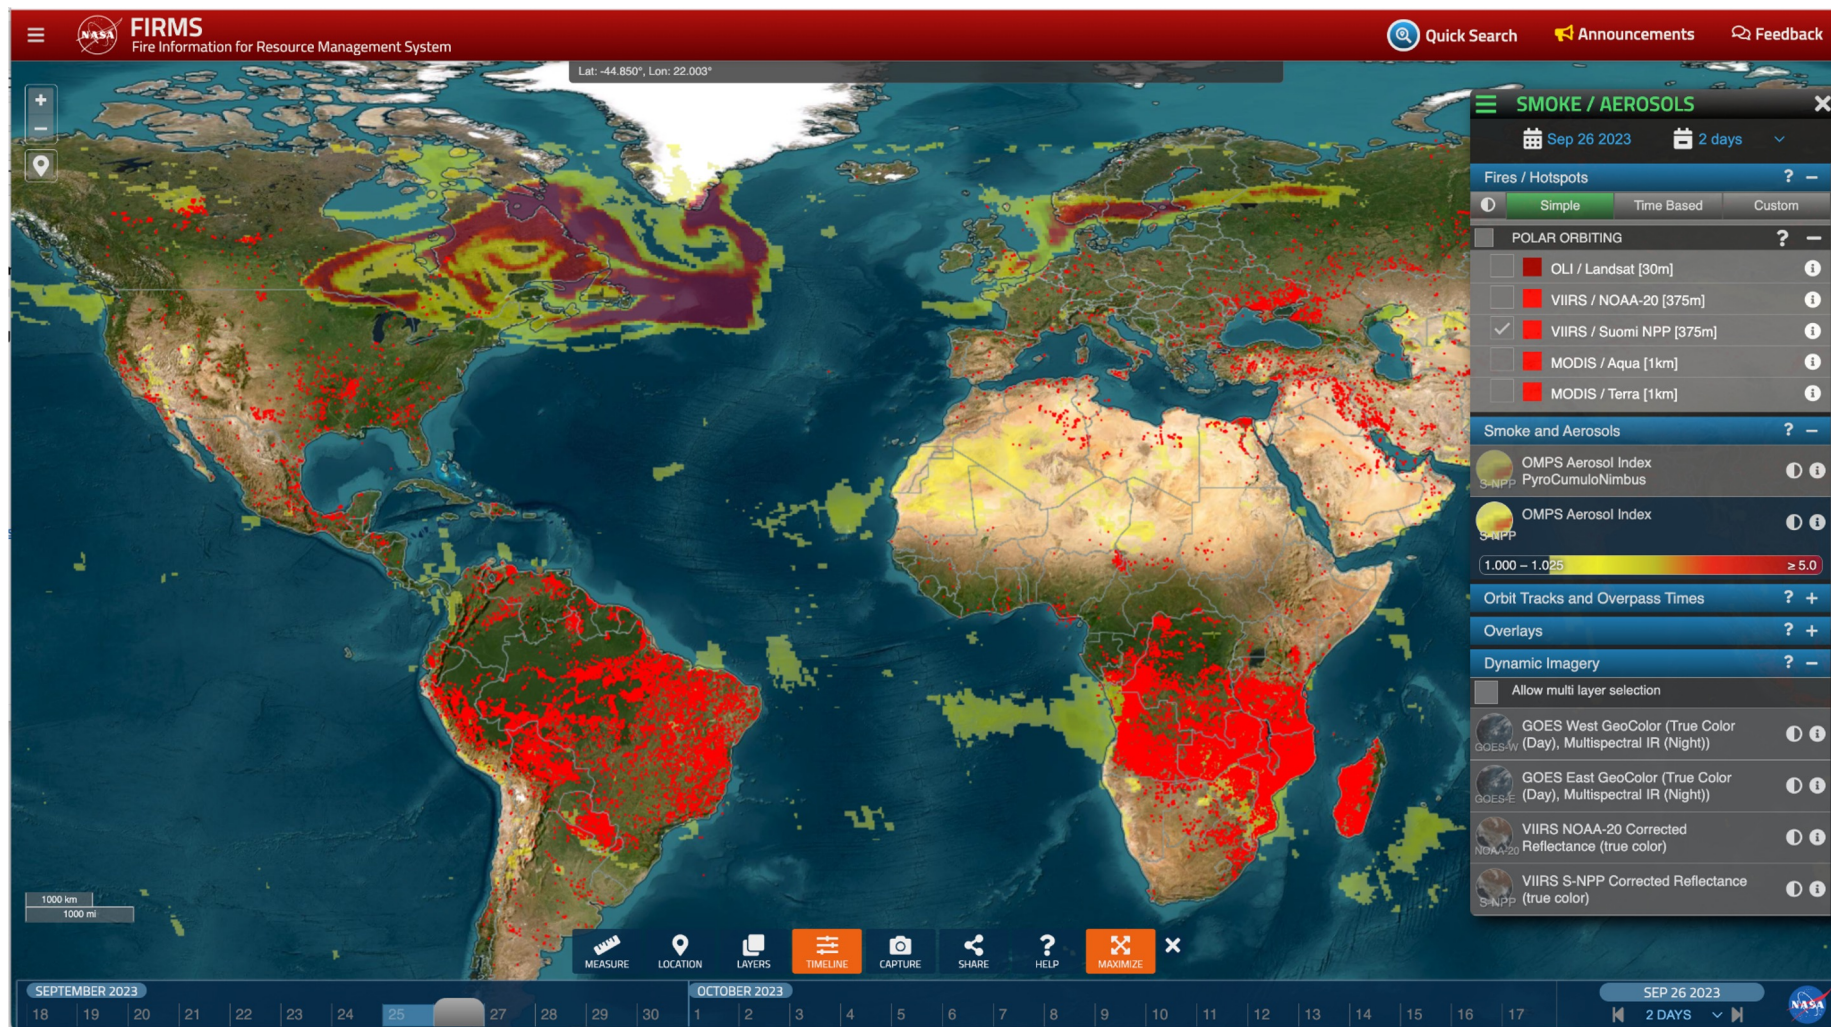 NASA
FIRMS
Fire Information for Resource Management System
Quick Search
Announcements
Feedback
Lat: -44.850°, Lon: 22.003°
+
−
SMOKE / AEROSOLS
Sep 26 2023
2 days
Fires / Hotspots ? −
Simple
Time Based
Custom
POLAR ORBITING ? −
OLI / Landsat [30m]
VIIRS / NOAA-20 [375m]
VIIRS / Suomi NPP [375m]
MODIS / Aqua [1km]
MODIS / Terra [1km]
Smoke and Aerosols ? −
OMPS Aerosol Index
PyroCumuloNimbus
S-NPP
OMPS Aerosol Index
S-NPP
1.000 – 1.025
≥ 5.0
Orbit Tracks and Overpass Times ? +
Overlays ? +
Dynamic Imagery ? −
Allow multi layer selection
GOES West GeoColor (True Color
(Day), Multispectral IR (Night))
GOES-W
GOES East GeoColor (True Color
(Day), Multispectral IR (Night))
GOES-E
VIIRS NOAA-20 Corrected
Reflectance (true color)
NOAA-20
VIIRS S-NPP Corrected Reflectance
(true color)
S-NPP
1000 km
1000 mi
MEASURE
LOCATION
LAYERS
TIMELINE
CAPTURE
SHARE
?
HELP
MAXIMIZE
SEPTEMBER 2023
OCTOBER 2023
18 19 20 21 22 23 24 25 27 28 29 30 1 2 3 4 5 6 7 8 9 10 11 12 13 14 15 16 17
SEP 26 2023
2 DAYS
NASA